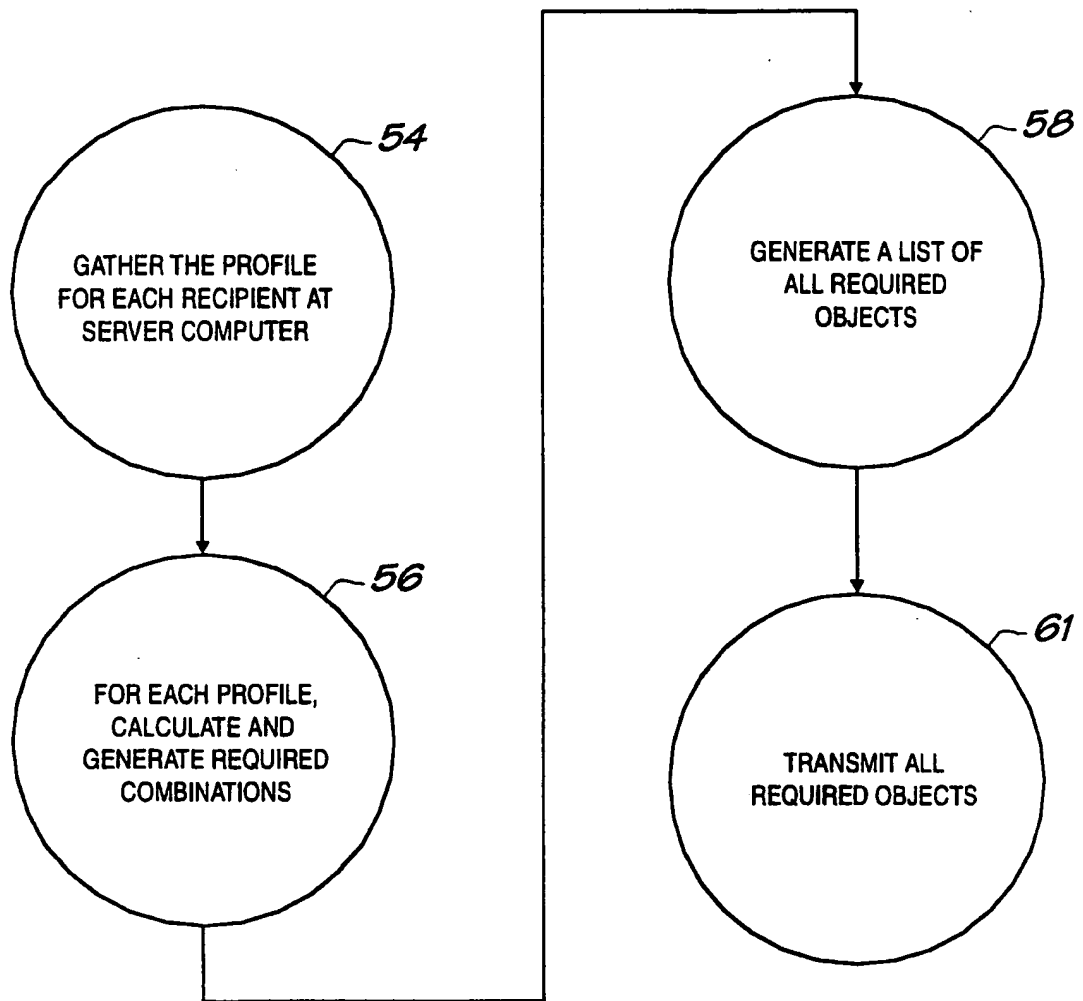 54
GATHER THE PROFILE
FOR EACH RECIPIENT AT
SERVER COMPUTER
56
FOR EACH PROFILE,
CALCULATE AND
GENERATE REQUIRED
COMBINATIONS
58
GENERATE A LIST OF
ALL REQUIRED
OBJECTS
61
TRANSMIT ALL
REQUIRED OBJECTS